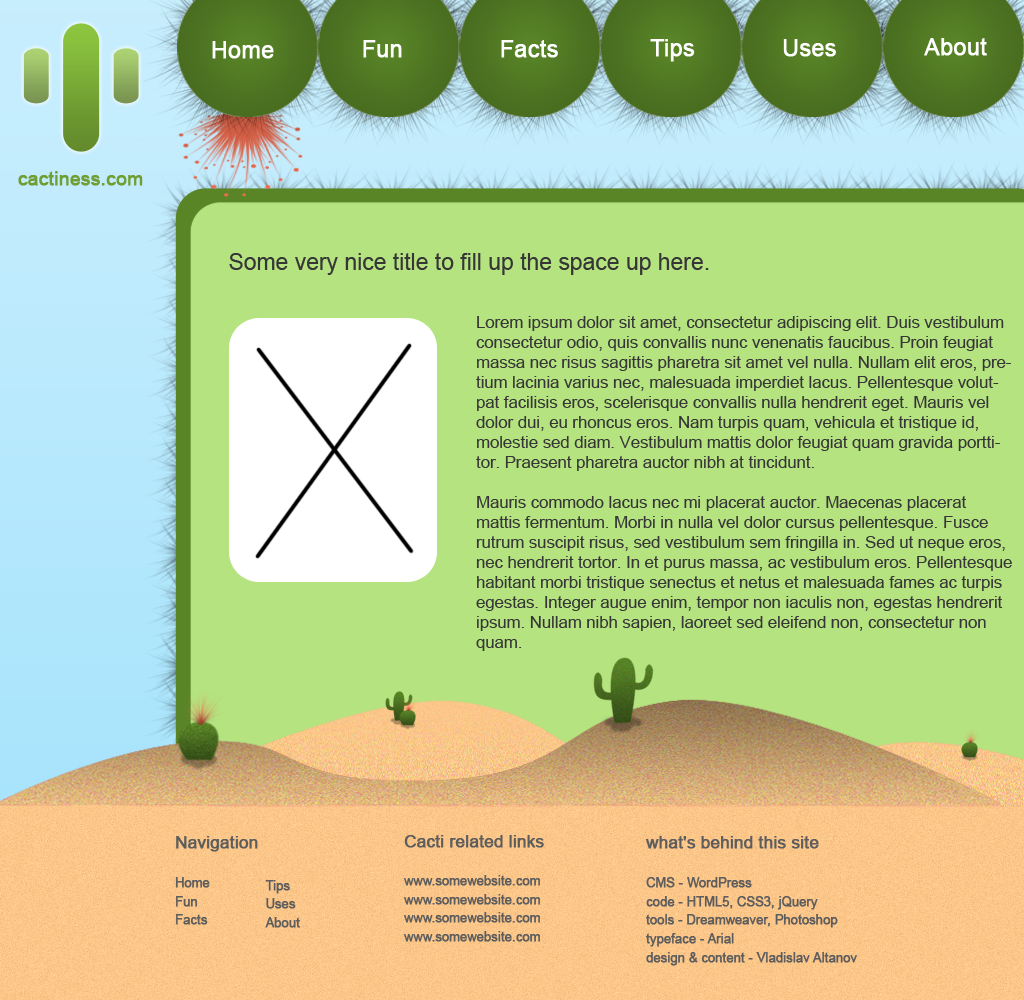 Home
Fun
Facts
Tips
Uses
About
cactiness.com
Some very nice title to fill up the space up here.
Lorem ipsum dolor sit amet, consectetur adipiscing elit. Duis vestibulum
consectetur odio, quis convallis nunc venenatis faucibus. Proin feugiat
massa nec risus sagittis pharetra sit amet vel nulla. Nullam elit eros, pre-
tium lacinia varius nec, malesuada imperdiet lacus. Pellentesque volut-
pat facilisis eros, scelerisque convallis nulla hendrerit eget. Mauris vel
dolor dui, eu rhoncus eros. Nam turpis quam, vehicula et tristique id,
molestie sed diam. Vestibulum mattis dolor feugiat quam gravida portti-
tor. Praesent pharetra auctor nibh at tincidunt.
Mauris commodo lacus nec mi placerat auctor. Maecenas placerat
mattis fermentum. Morbi in nulla vel dolor cursus pellentesque. Fusce
rutrum suscipit risus, sed vestibulum sem fringilla in. Sed ut neque eros,
nec hendrerit tortor. In et purus massa, ac vestibulum eros. Pellentesque
habitant morbi tristique senectus et netus et malesuada fames ac turpis
egestas. Integer augue enim, tempor non iaculis non, egestas hendrerit
ipsum. Nullam nibh sapien, laoreet sed eleifend non, consectetur non
quam.
Navigation
Home
Fun
Facts
Tips
Uses
About
Cacti related links
www.somewebsite.com
www.somewebsite.com
www.somewebsite.com
www.somewebsite.com
what's behind this site
CMS - WordPress
code - HTML5, CSS3, jQuery
tools - Dreamweaver, Photoshop
typeface - Arial
design & content - Vladislav Altanov